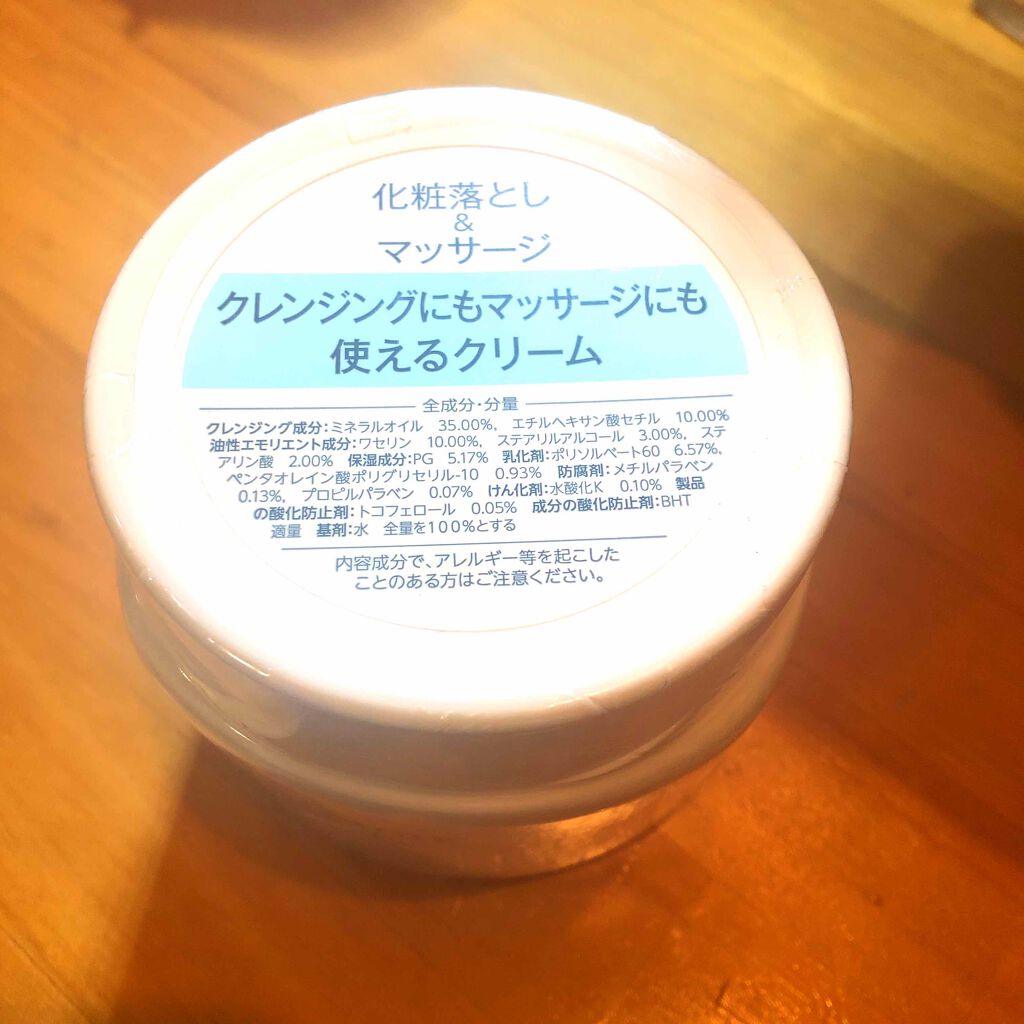 化粧落とし
&
マッサージ
クレンジングにもマッサージにも
使えるクリーム
全成分・分量
クレンジング成分:ミネラルオイル 35.00%, エチルヘキサン酸セチル 10.00%
油性エモリエント成分:ワセリン 10.00%, ステアリルアルコール 3.00%, ステ
アリン酸 2.00% 保湿成分:PG 5.17% 乳化剤:ポリソルベート60 6.57%,
ペンタオレイン酸ポリグリセリル-10 0.93% 防腐剤:メチルパラベン
0.13%, プロピルパラベン 0.07% けん化剤:水酸化K 0.10% 製品
の酸化防止剤:トコフェロール 0.05% 成分の酸化防止剤:BHT
適量 基剤:水 全量を100%とする
内容成分で、アレルギー等を起こした
ことのある方はご注意ください。